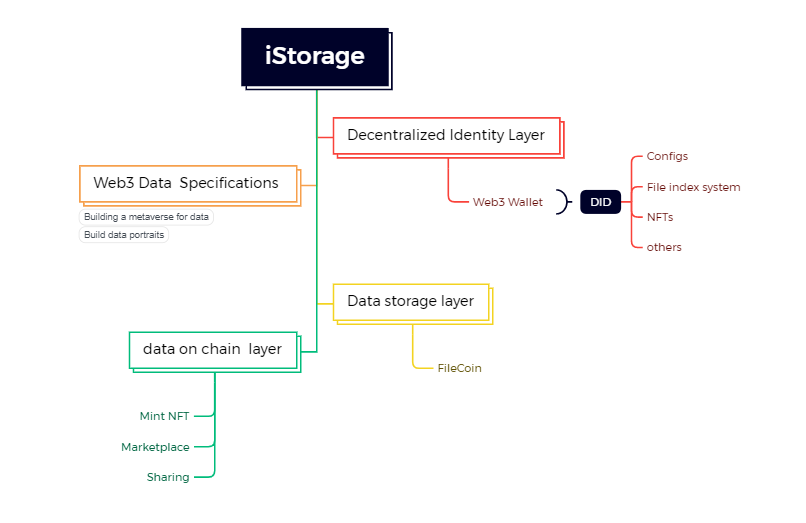 iStorage
Decentralized Identity Layer
Web3 Data Specifications
Building a metaverse for data
Build data portraits
Web3 Wallet
DID
Configs
File index system
NFTs
others
Data storage layer
FileCoin
data on chain layer
Mint NFT
Marketplace
Sharing